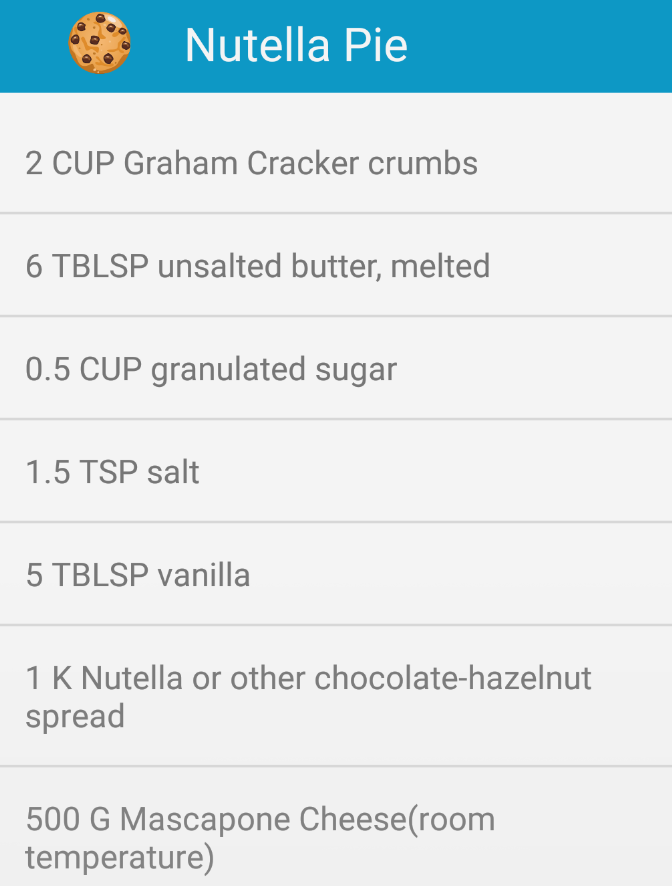 Nutella Pie
2 CUP Graham Cracker crumbs
6 TBLSP unsalted butter, melted
0.5 CUP granulated sugar
1.5 TSP salt
5 TBLSP vanilla
1 K Nutella or other chocolate-hazelnut
spread
500 G Mascapone Cheese(room
temperature)